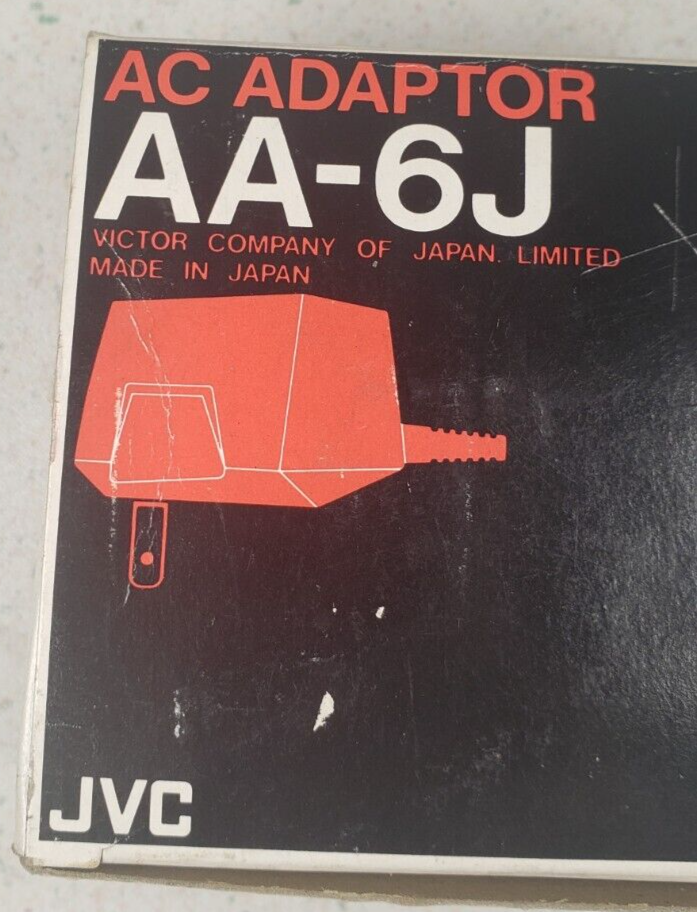 AC ADAPTOR
AA-6J
VICTOR COMPANY OF JAPAN. LIMITED
MADE IN JAPAN
JVC